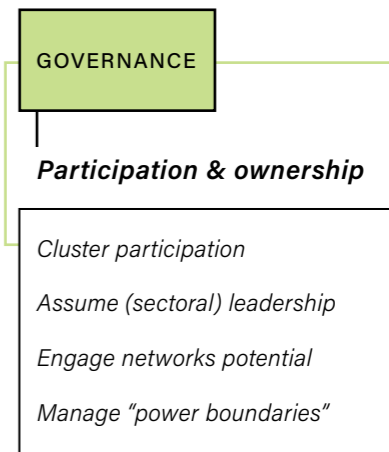 GOVERNANCE
Participation & ownership
Cluster participation
Assume (sectoral) leadership
Engage networks potential
Manage “power boundaries”